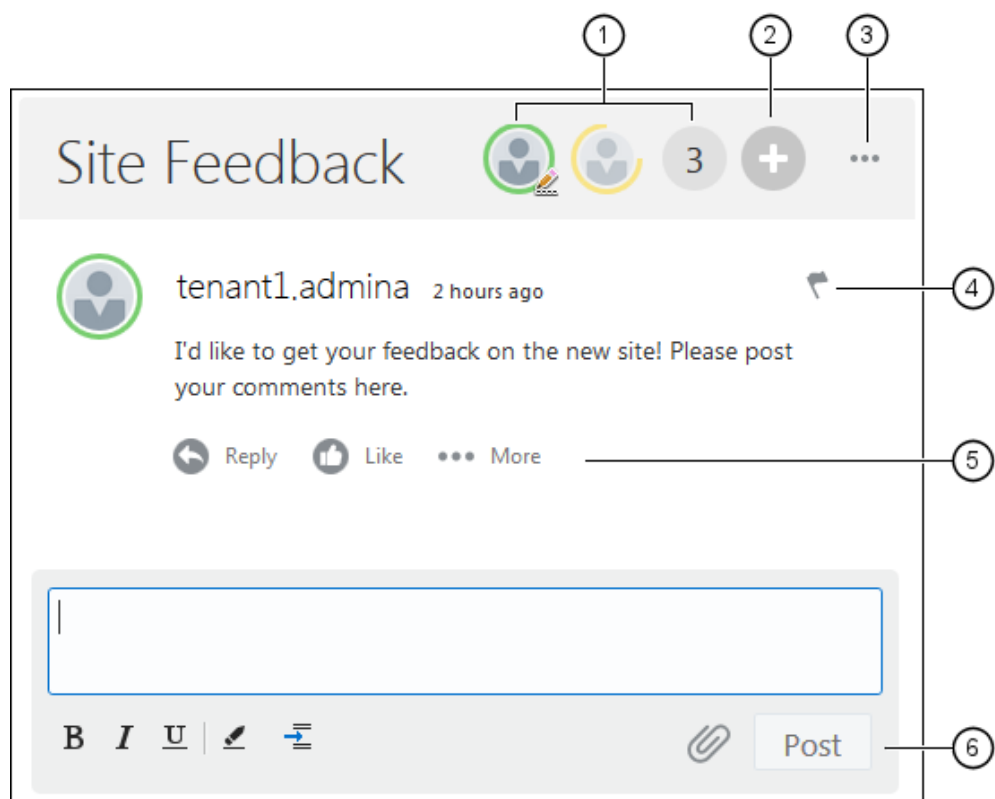 1 2 3
Site Feedback 3
tenant1.admina 2 hours ago
4
I'd like to get your feedback on the new site! Please post
your comments here.
Reply Like More
5
B I U Post
6